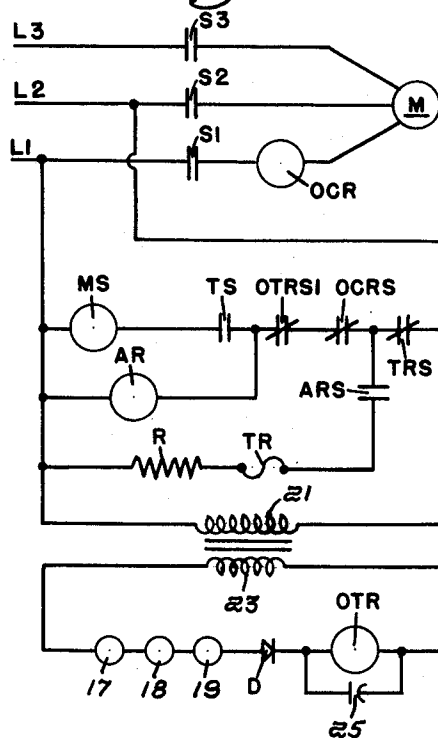 S3
L3
S2
L2
M
S1
L1
OCR
MS
TS OTRS1 OCRS
AR
TRS
ARS
R
TR
21
23
OTR
17 18 19 D
25